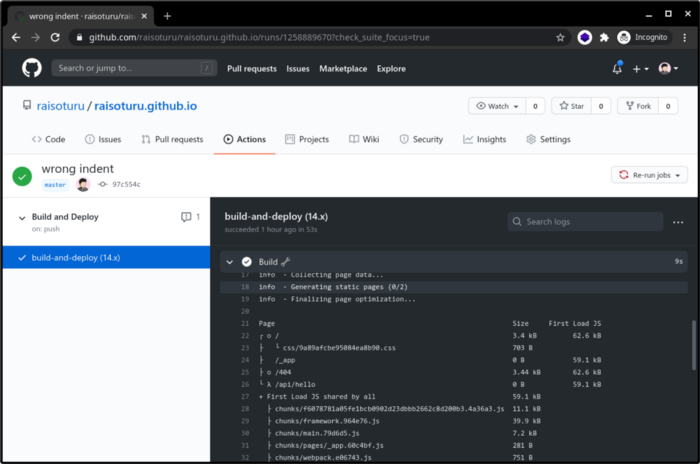 wrong indent · raisoturu/rais
github.com/raisoturu/raisoturu.github.io/runs/1258889670?check_suite_focus=true
Incognito
Search or jump to... /
Pull requests Issues Marketplace Explore
raisoturu / raisoturu.github.io
Watch 0 Star 0 Fork 0
Code Issues Pull requests Actions Projects Wiki Security Insights Settings
wrong indent
master 97c554c
Re-run jobs
Build and Deploy 1
on: push
build-and-deploy (14.x)
build-and-deploy (14.x)
succeeded 1 hour ago in 53s
Search logs
Build 9s
17 info - Collecting page data...
18 info - Generating static pages (0/2)
19 info - Finalizing page optimization...
20
21 Page Size First Load JS
22 ┌ ○ / 3.4 kB 62.6 kB
23 ├ └ css/9a89afcbe95084ea8b90.css 703 B
24 ├ /_app 0 B 59.1 kB
25 ├ ○ /404 3.44 kB 62.6 kB
26 └ λ /api/hello 0 B 59.1 kB
27 + First Load JS shared by all 59.1 kB
28 ├ chunks/f6078781a05fe1bcb0902d23dbbb2662c8d200b3.4a36a3.js 11.1 kB
29 ├ chunks/framework.964e76.js 39.9 kB
30 ├ chunks/main.79d6d5.js 7.2 kB
31 ├ chunks/pages/_app.60c4bf.js 281 B
32 ├ chunks/webpack.e06743.js 751 B